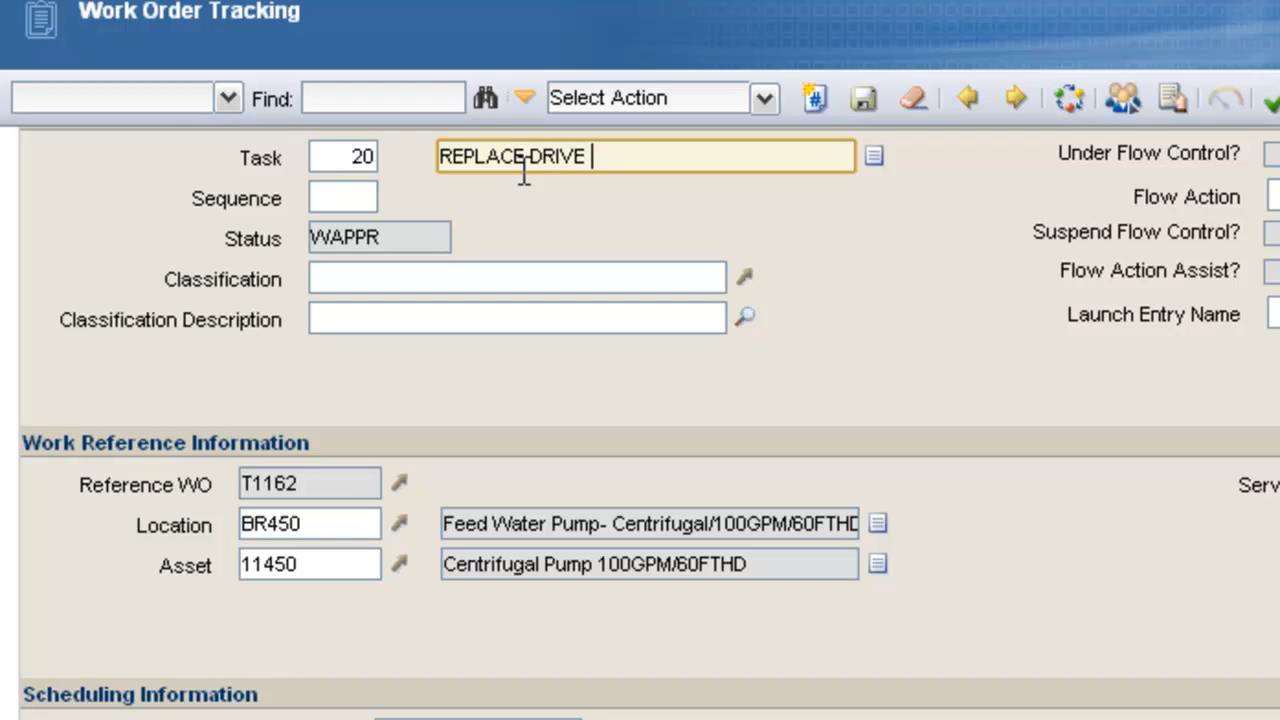 Work Order Tracking
Find: Select Action
Task 20 REPLACE DRIVE Under Flow Control?
Sequence Flow Action
Status WAPPR Suspend Flow Control?
Classification Flow Action Assist?
Classification Description Launch Entry Name
Work Reference Information
Reference WO T1162 Serv
Location BR450 Feed Water Pump- Centrifugal/100GPM/60FTHD
Asset 11450 Centrifugal Pump 100GPM/60FTHD
Scheduling Information